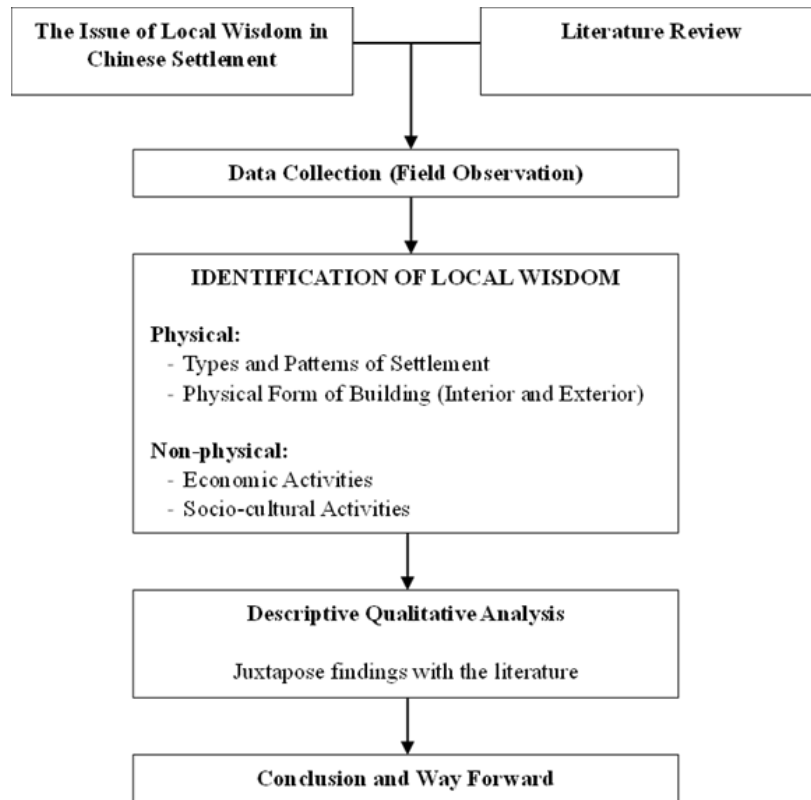 The Issue of Local Wisdom in
Chinese Settlement
Literature Review
Data Collection (Field Observation)
IDENTIFICATION OF LOCAL WISDOM
Physical:
- Types and Patterns of Settlement
- Physical Form of Building (Interior and Exterior)
Non-physical:
- Economic Activities
- Socio-cultural Activities
Descriptive Qualitative Analysis
Juxtapose findings with the literature
Conclusion and Way Forward